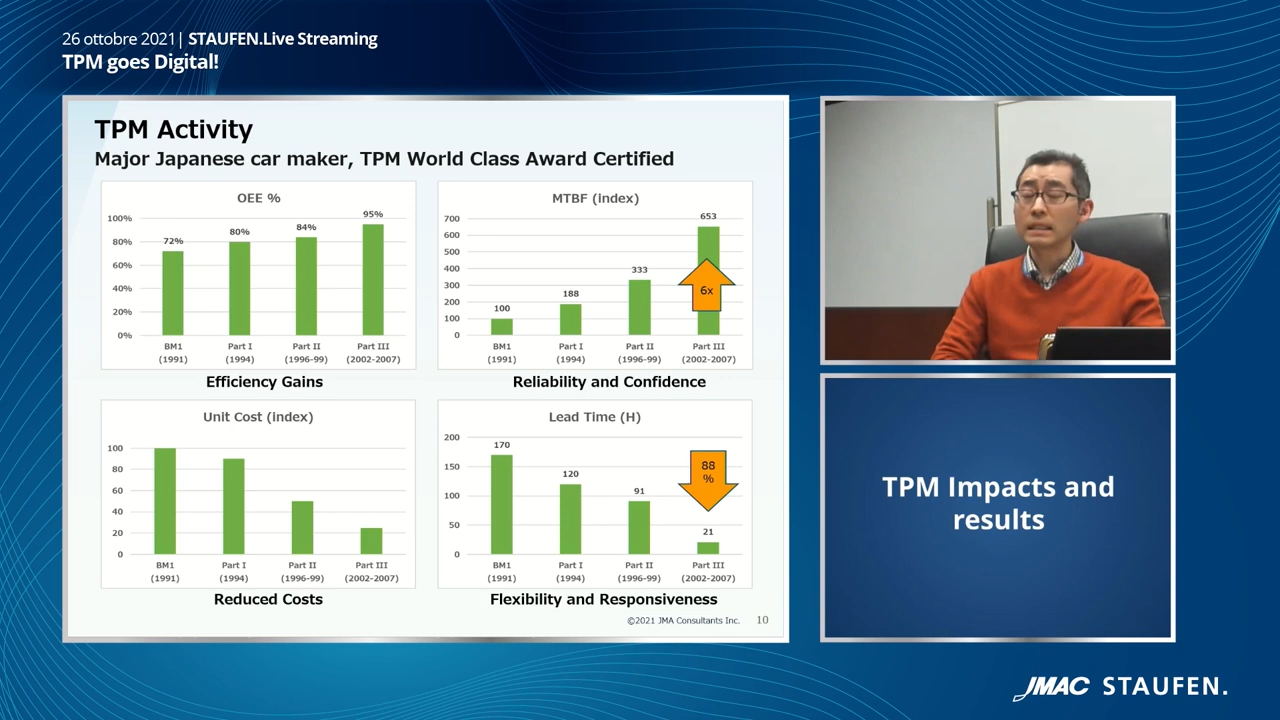 26 ottobre 2021| STAUFEN.Live Streaming
TPM goes Digital!
TPM Activity
Major Japanese car maker, TPM World Class Award Certified
OEE %
100%
80%
60%
40%
20%
0%
72%
80%
84%
95%
BM1 Part I Part II Part III
(1991) (1994) (1996-99) (2002-2007)
Efficiency Gains
MTBF (index)
700
600
500
400
300
200
100
0
100
188
333
653
6x
BM1 Part I Part II Part III
(1991) (1994) (1996-99) (2002-2007)
Reliability and Confidence
Unit Cost (index)
100
80
60
40
20
0
BM1 Part I Part II Part III
(1991) (1994) (1996-99) (2002-2007)
Reduced Costs
Lead Time (H)
200
150
100
50
0
170
120
91
21
88
%
BM1 Part I Part II Part III
(1991) (1994) (1996-99) (2002-2007)
Flexibility and Responsiveness
©2021 JMA Consultants Inc. 10
TPM Impacts and
results
JMAC STAUFEN.